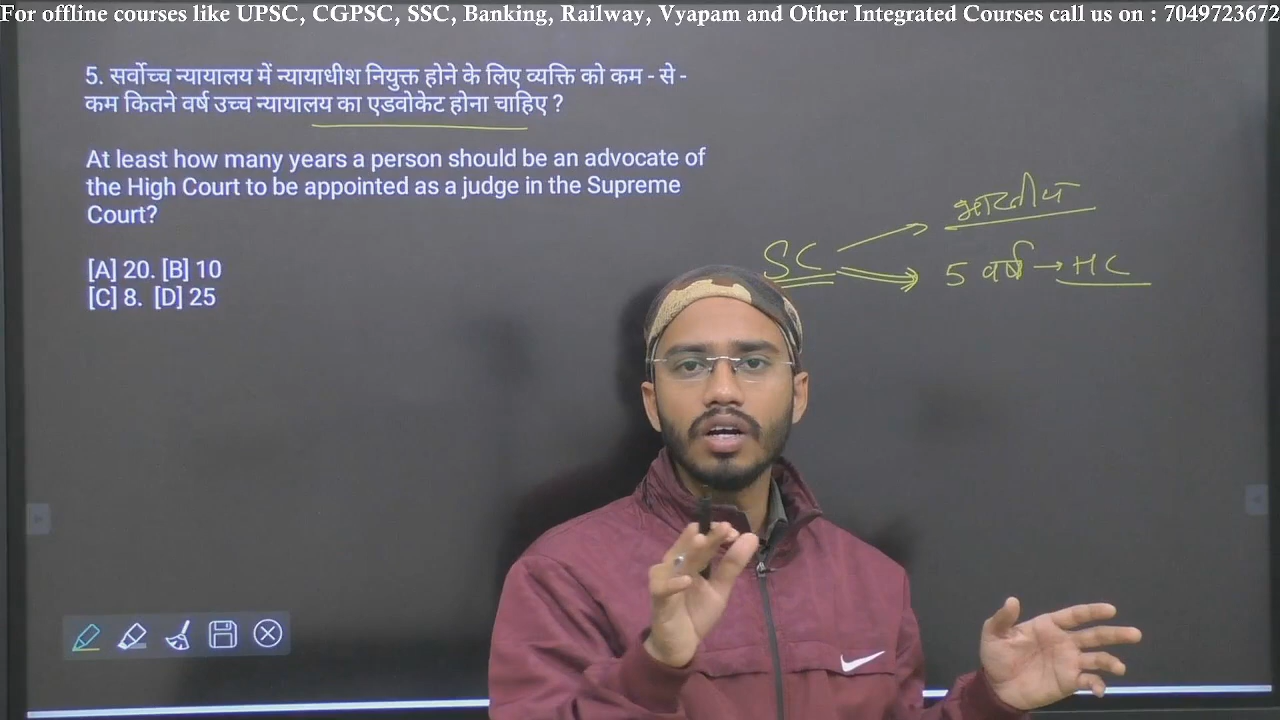 For offline courses like UPSC, CGPSC, SSC, Banking, Railway, Vyapam and Other Integrated Courses call us on : 7049723672
5. सर्वोच्च न्यायालय में न्यायाधीश नियुक्त होने के लिए व्यक्ति को कम - से -
कम कितने वर्ष उच्च न्यायालय का एडवोकेट होना चाहिए ?
At least how many years a person should be an advocate of
the High Court to be appointed as a judge in the Supreme
Court?
[A] 20. [B] 10
[C] 8. [D] 25
भारतीय
SC
5 वर्ष → HC